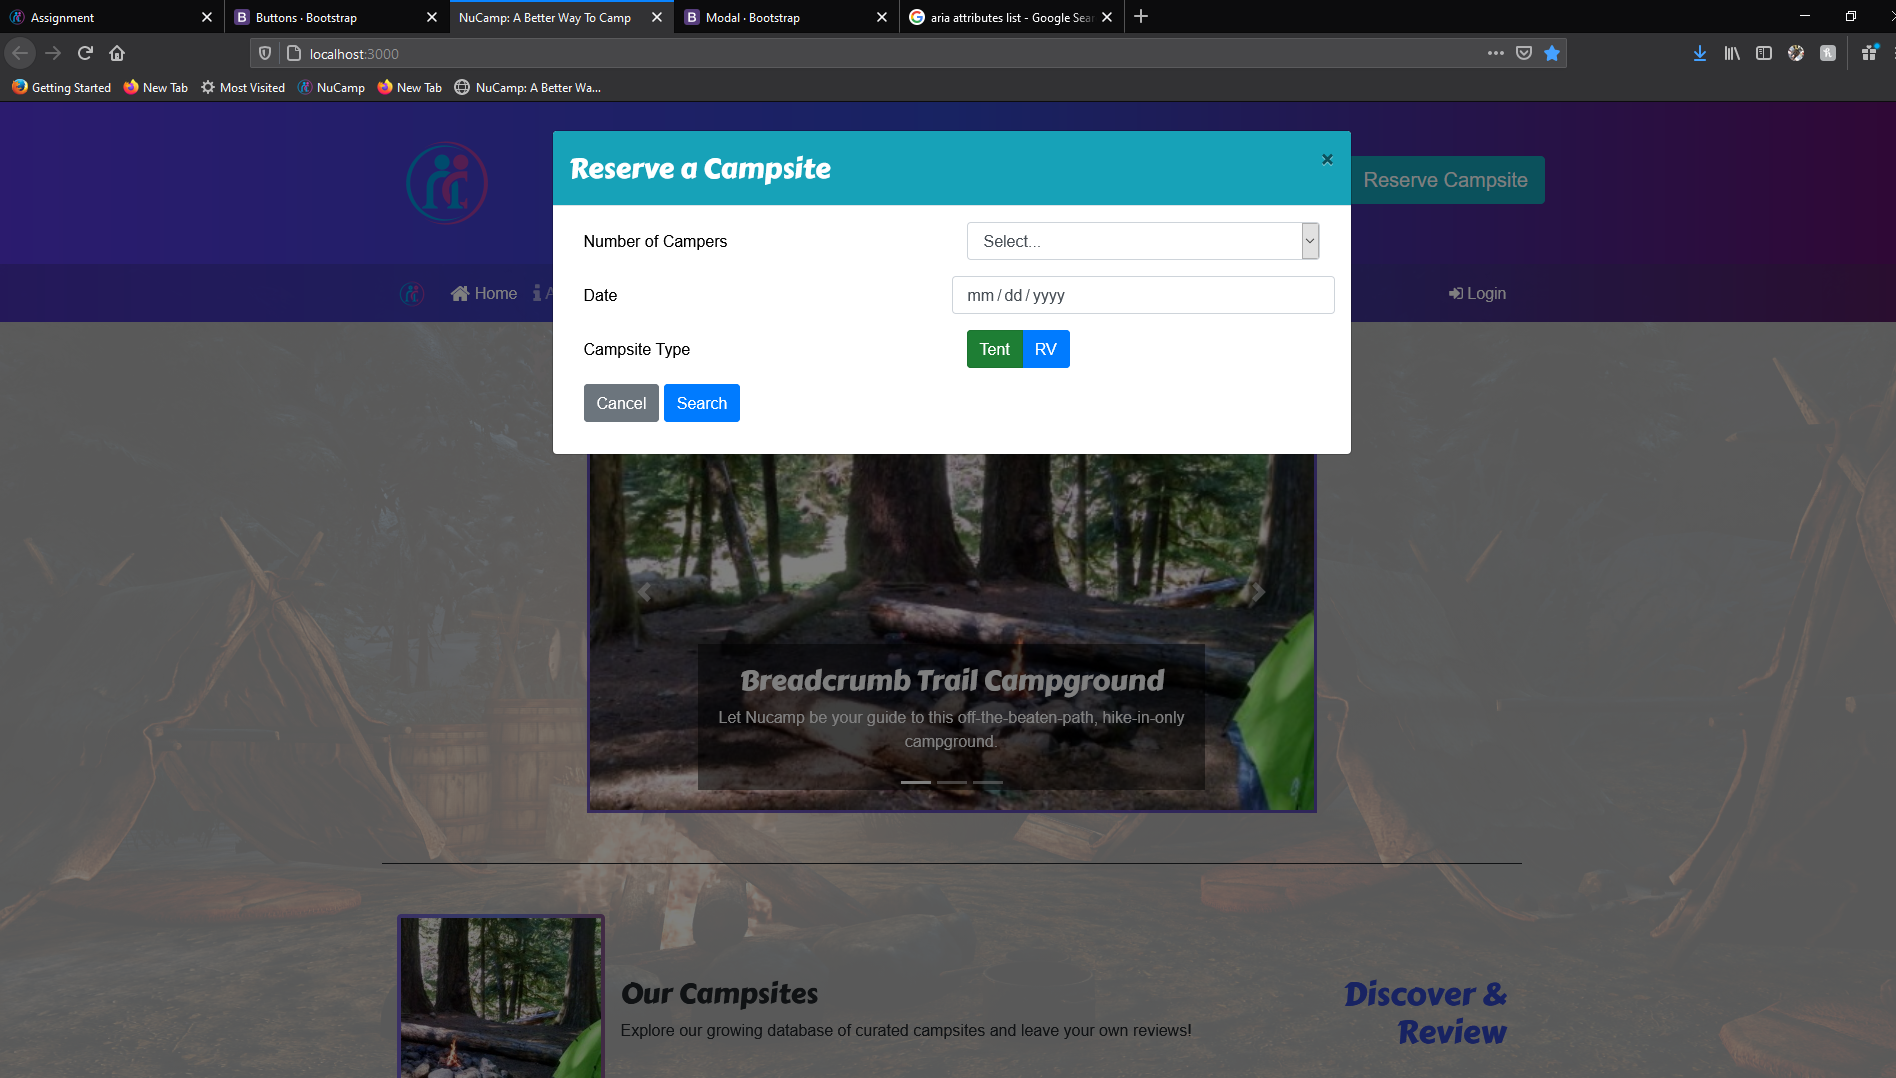 Assignment
Buttons · Bootstrap
NuCamp: A Better Way To Camp
Modal · Bootstrap
aria attributes list - Google Sear
localhost:3000
Getting Started
New Tab
Most Visited
NuCamp
New Tab
NuCamp: A Better Wa...
Reserve a Campsite
×
Reserve Campsite
Number of Campers
Select...
Home
A
Date
mm / dd / yyyy
Login
Campsite Type
Tent
RV
Cancel
Search
Breadcrumb Trail Campground
Let Nucamp be your guide to this off-the-beaten-path, hike-in-only
campground.
Our Campsites
Explore our growing database of curated campsites and leave your own reviews!
Discover &
Review